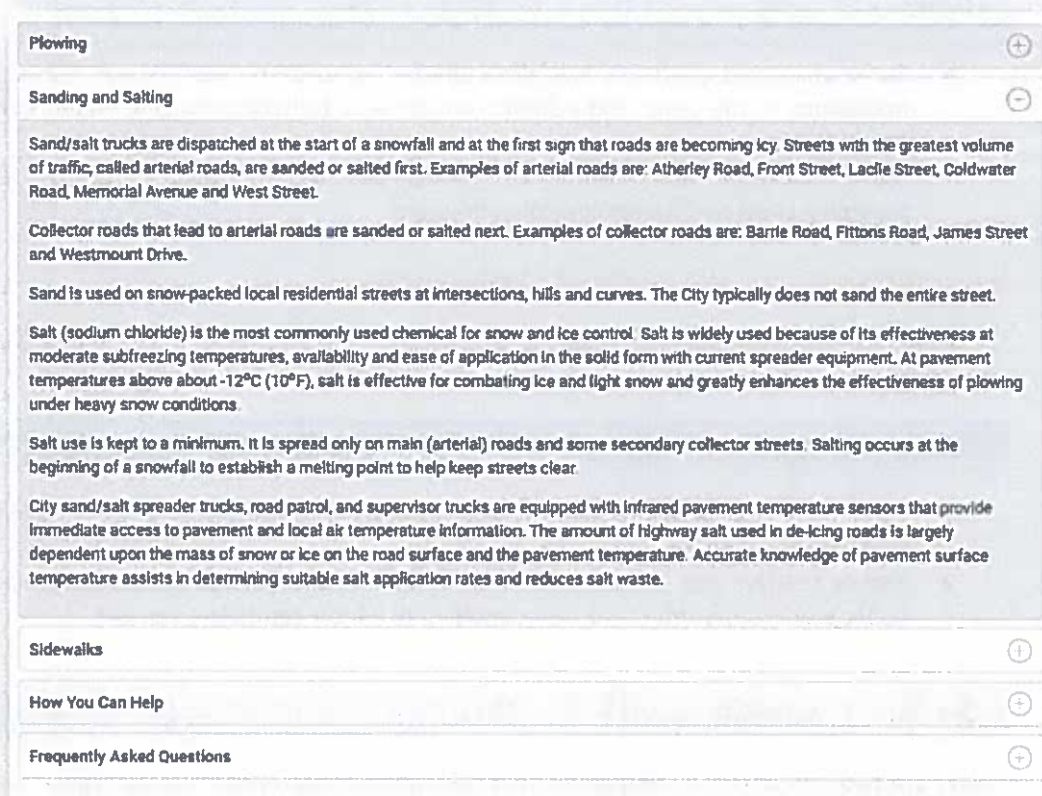 Plowing
Sanding and Salting
Sand/salt trucks are dispatched at the start of a snowfall and at the first sign that roads are becoming icy. Streets with the greatest volume
of traffic, called arterial roads, are sanded or salted first. Examples of arterial roads are: Atherley Road, Front Street, Laclie Street, Coldwater
Road, Memorial Avenue and West Street.
Collector roads that lead to arterial roads are sanded or salted next. Examples of collector roads are: Barrie Road, Fittons Road, James Street
and Westmount Drive.
Sand is used on snow-packed local residential streets at intersections, hills and curves. The City typically does not sand the entire street.
Salt (sodium chloride) is the most commonly used chemical for snow and ice control. Salt is widely used because of its effectiveness at
moderate subfreezing temperatures, availability and ease of application in the solid form with current spreader equipment. At pavement
temperatures above about -12°C (10°F), salt is effective for combating ice and light snow and greatly enhances the effectiveness of plowing
under heavy snow conditions.
Salt use is kept to a minimum. It is spread only on main (arterial) roads and some secondary collector streets. Salting occurs at the
beginning of a snowfall to establish a melting point to help keep streets clear.
City sand/salt spreader trucks, road patrol, and supervisor trucks are equipped with infrared pavement temperature sensors that provide
immediate access to pavement and local air temperature information. The amount of highway salt used in de-icing roads is largely
dependent upon the mass of snow or ice on the road surface and the pavement temperature. Accurate knowledge of pavement surface
temperature assists in determining suitable salt application rates and reduces salt waste.
Sidewalks
How You Can Help
Frequently Asked Questions